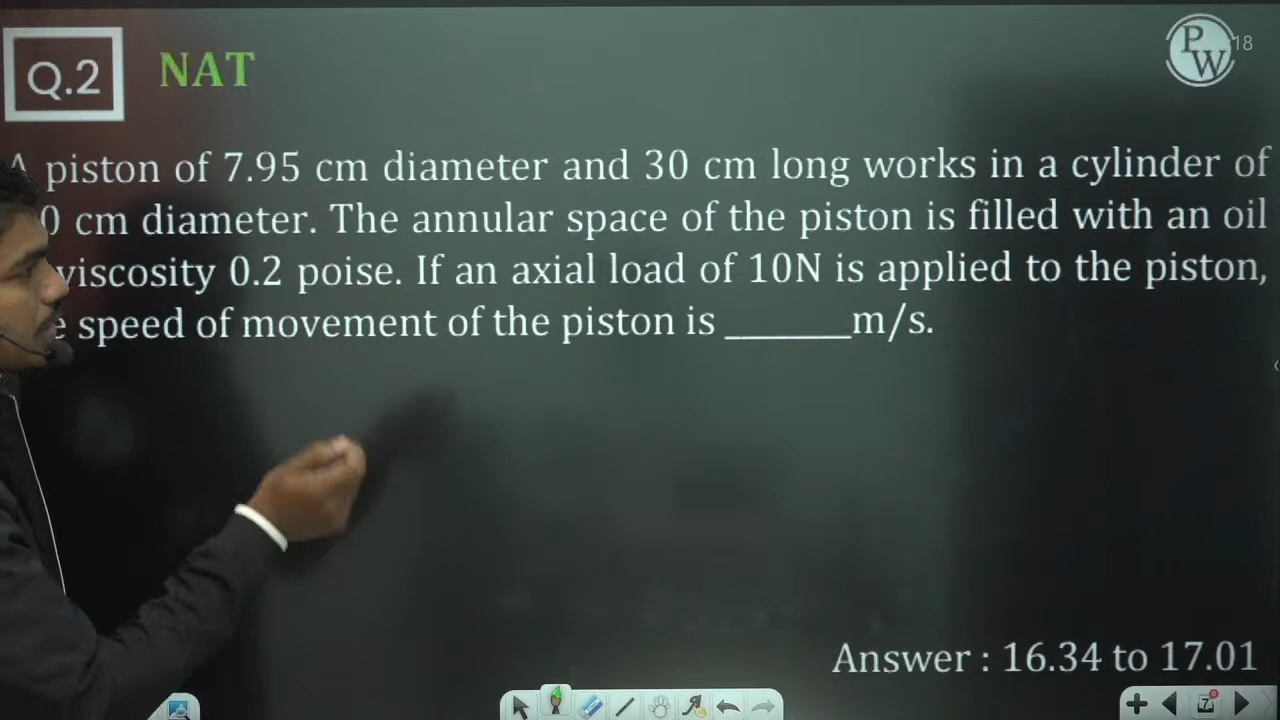 Q.2 NAT
PW 18
piston of 7.95 cm diameter and 30 cm long works in a cylinder of
0 cm diameter. The annular space of the piston is filled with an oil
viscosity 0.2 poise. If an axial load of 10N is applied to the piston,
speed of movement of the piston is ______m/s.
Answer : 16.34 to 17.01